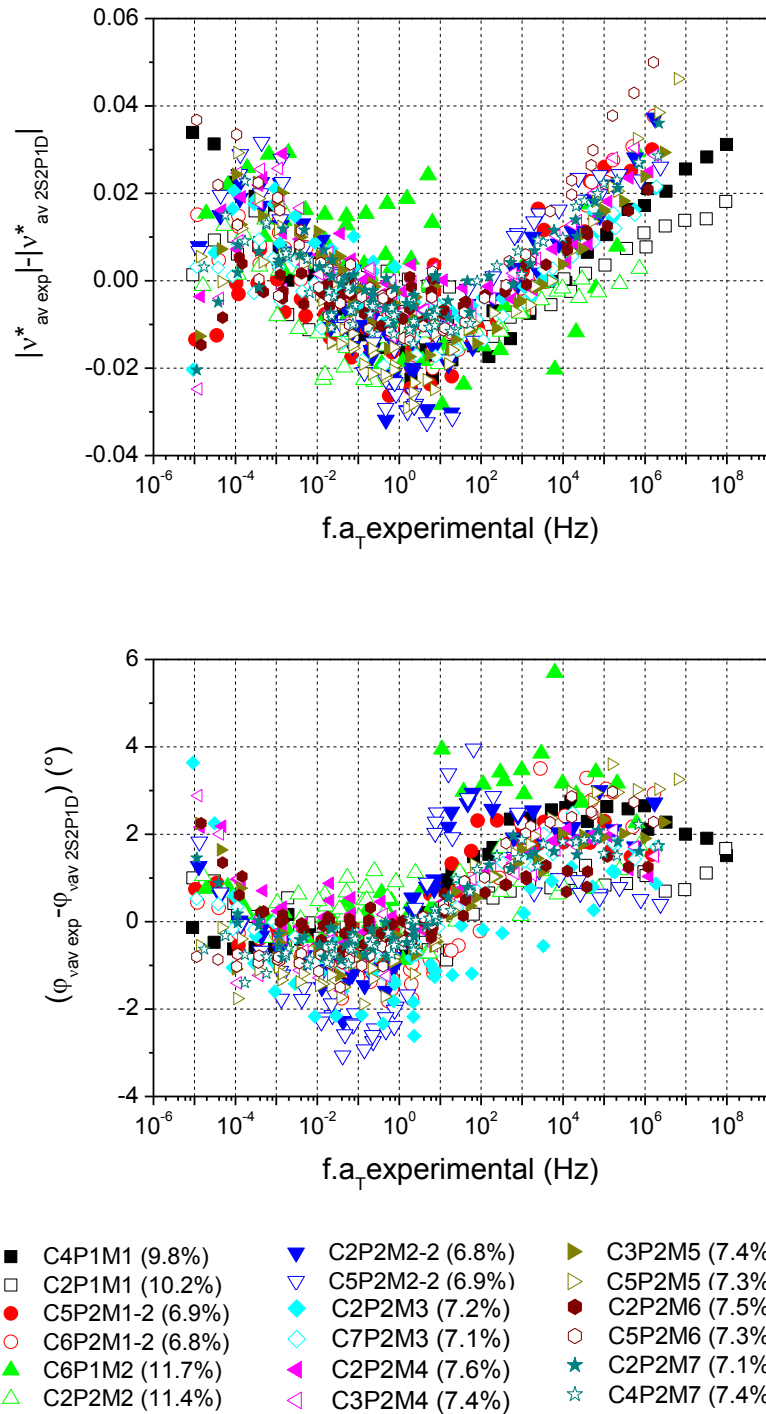 0.06
0.04
0.02
0.00
-0.02
-0.04
|ν*av exp|-|ν*av 2S2P1D|
10-6 10-4 10-2 100 102 104 106 108
f.aTexperimental (Hz)
6
4
2
0
-2
-4
(φνav exp-φνav 2S2P1D) (°)
10-6 10-4 10-2 100 102 104 106 108
f.aTexperimental (Hz)
C4P1M1 (9.8%) C2P2M2-2 (6.8%) C3P2M5 (7.4%
C2P1M1 (10.2%) C5P2M2-2 (6.9%) C5P2M5 (7.3%
C5P2M1-2 (6.9%) C2P2M3 (7.2%) C2P2M6 (7.5%
C6P2M1-2 (6.8%) C7P2M3 (7.1%) C5P2M6 (7.3%
C6P1M2 (11.7%) C2P2M4 (7.6%) C2P2M7 (7.1%
C2P2M2 (11.4%) C3P2M4 (7.4%) C4P2M7 (7.4%